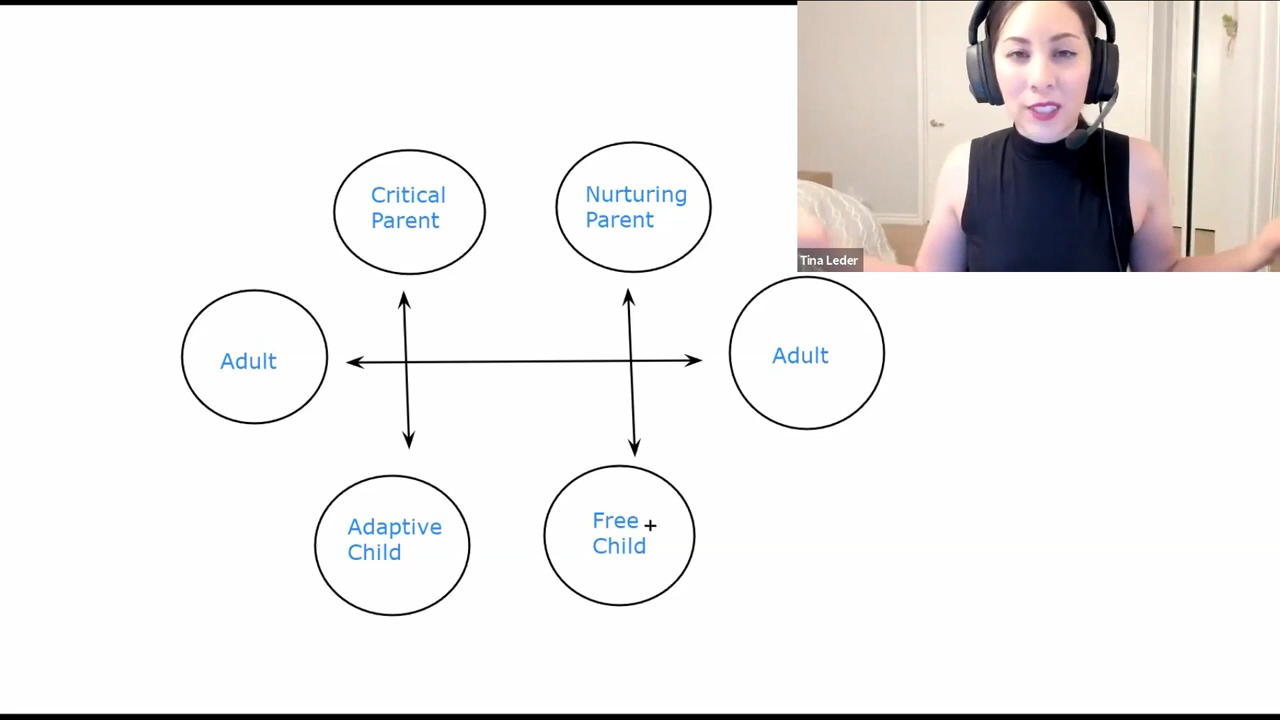 Critical
Parent
Nurturing
Parent
Tina Leder
Adult
Adult
Adaptive
Child
Free
Child